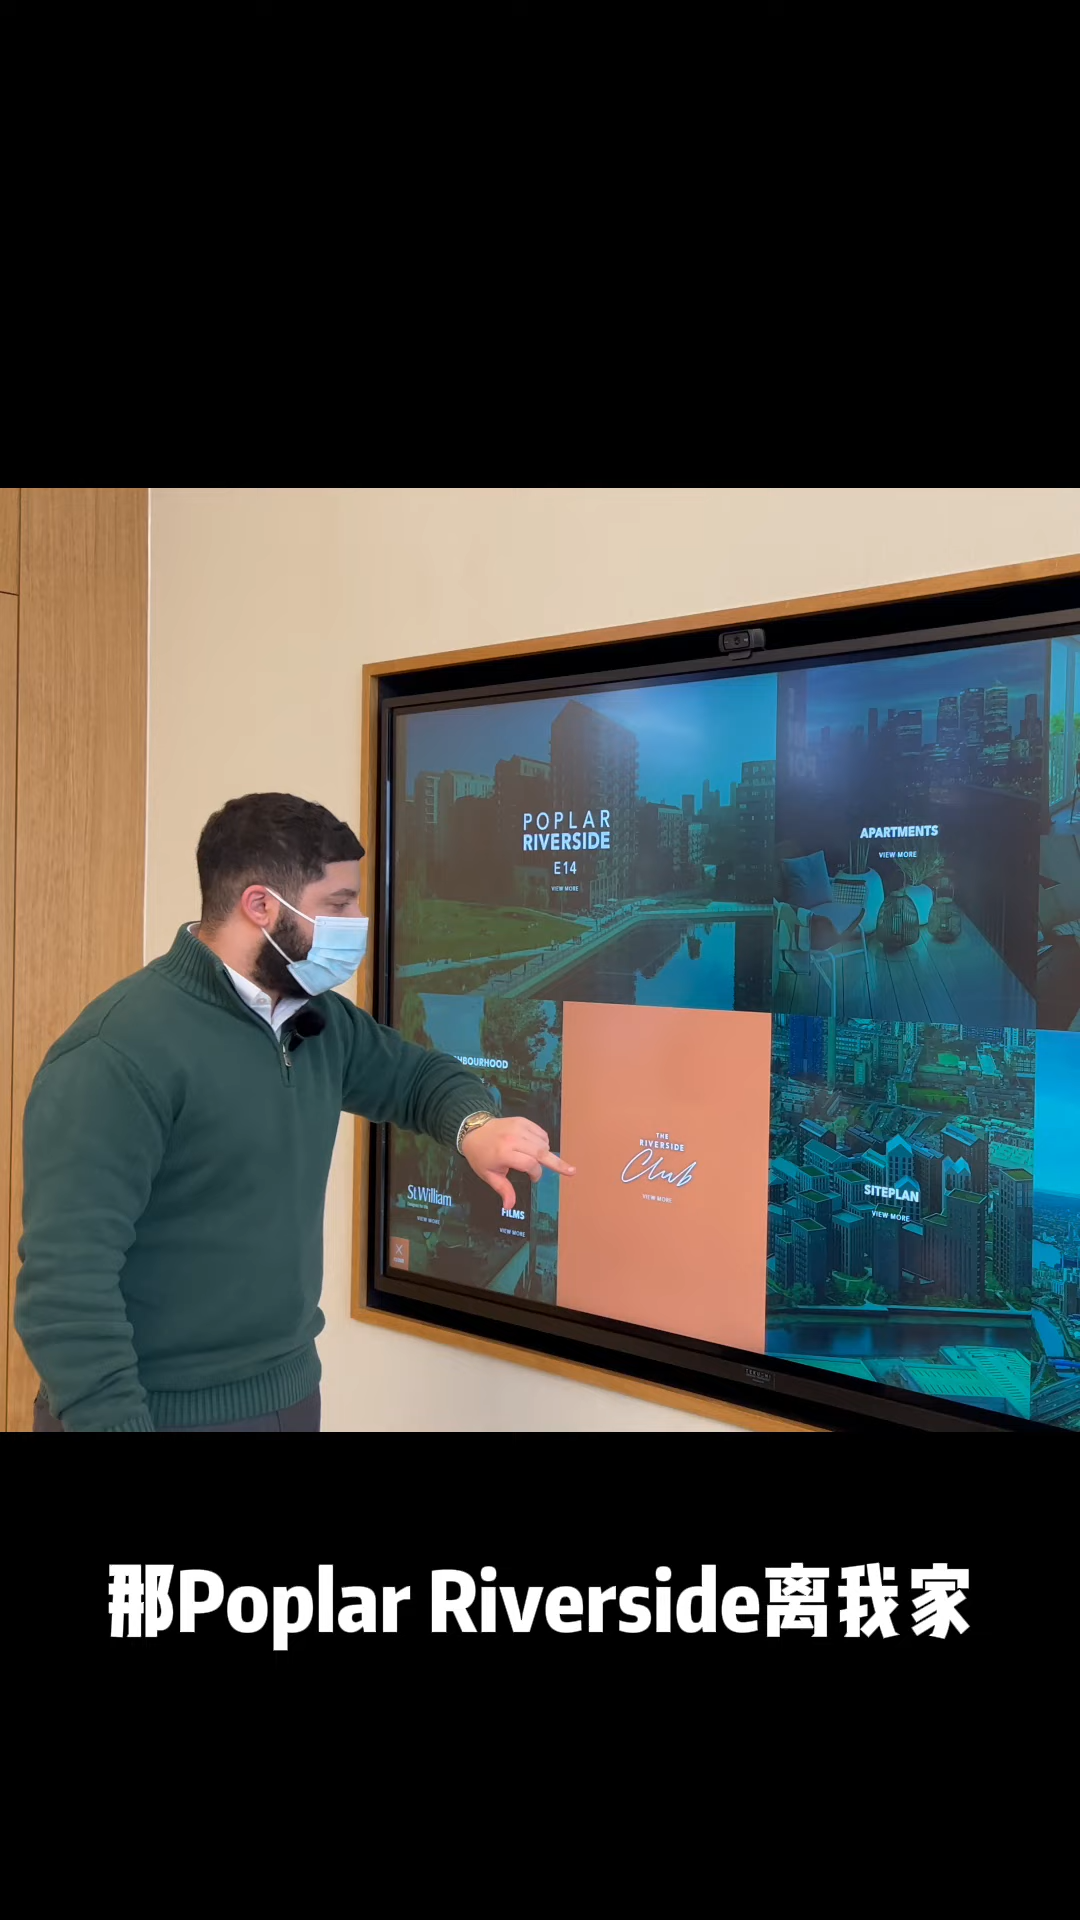 POPLAR
RIVERSIDE
E14
VIEW MORE
APARTMENTS
VIEW MORE
HBOURHOOD
THE
RIVERSIDE
Club
VIEW MORE
SITEPLAN
VIEW MORE
St William
VIEW MORE
FILMS
VIEW MORE
CLOSE
那Poplar Riverside离我家